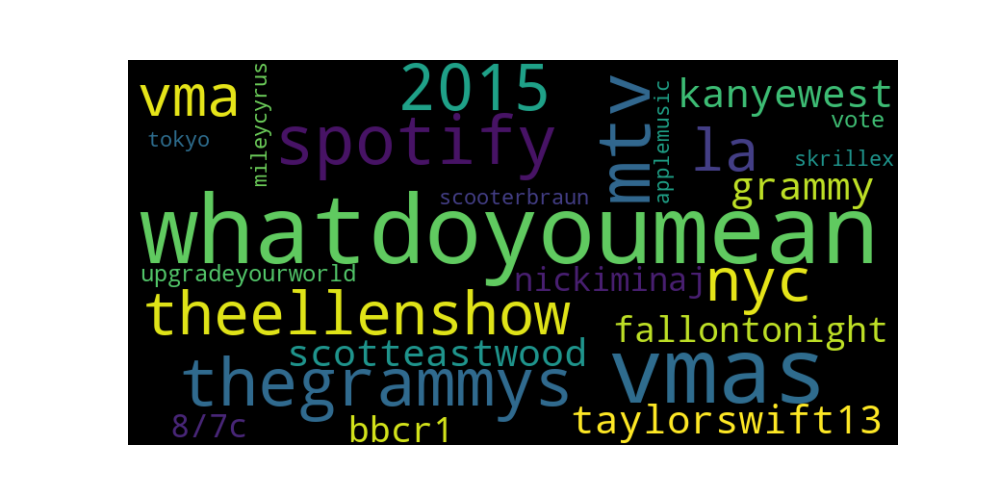 vma
mileycyrus
2015
mtv
applemusic
kanyewest
vote
tokyo
spotify
la
skrillex
grammy
scooterbraun
whatdoyoumean
upgradeyourworld
nickiminaj
nyc
theellenshow
fallontonight
scotteastwood
thegrammys
vmas
8/7c
bbcr1
taylorswift13